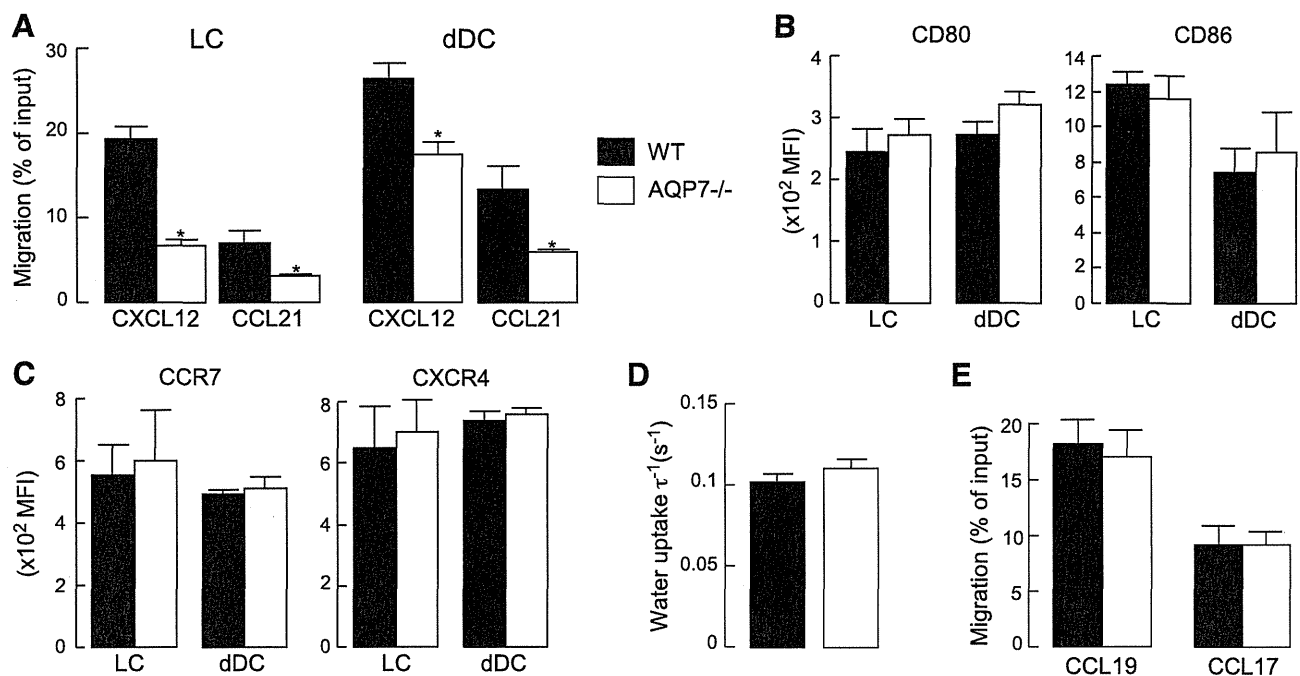 A
LC
dDC
Migration (% of input)
30
20
10
0
*
*
*
*
CXCL12
CCL21
CXCL12
CCL21
WT
AQP7-/-
B
CD80
(x10² MFI)
4
3
2
1
0
LC
dDC
CD86
14
12
10
8
6
4
2
0
LC
dDC
C
CCR7
(x10² MFI)
8
6
4
2
0
LC
dDC
CXCR4
8
6
4
2
0
LC
dDC
D
Water uptake τ⁻¹(s⁻¹)
0.15
0.1
0.05
0
E
Migration (% of input)
20
15
10
5
0
CCL19
CCL17